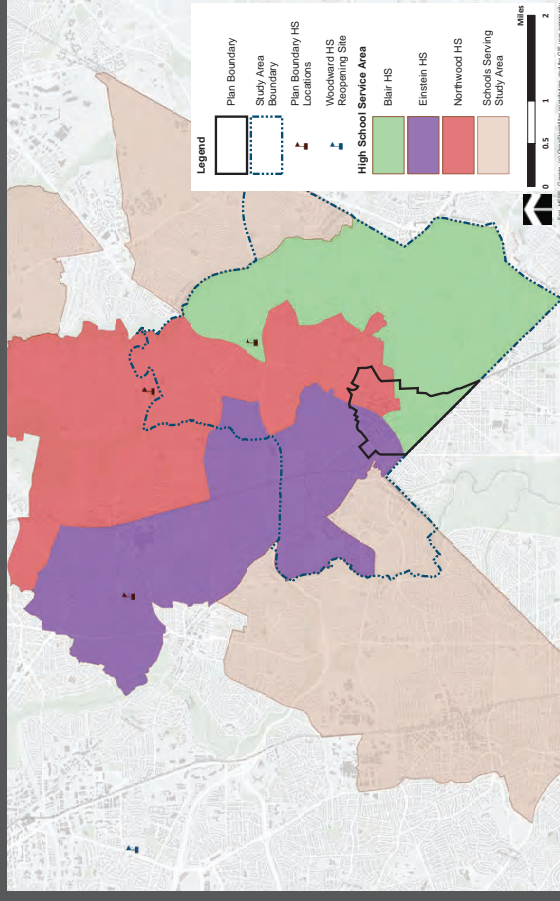 Legend
Plan Boundary
Study Area
Boundary
Plan Boundary HS
Locations
Woodward HS
Reopening Site
High School Service Area
Blair HS
Einstein HS
Northwood HS
Schools Serving
Study Area
Miles
0 0.5 1 2